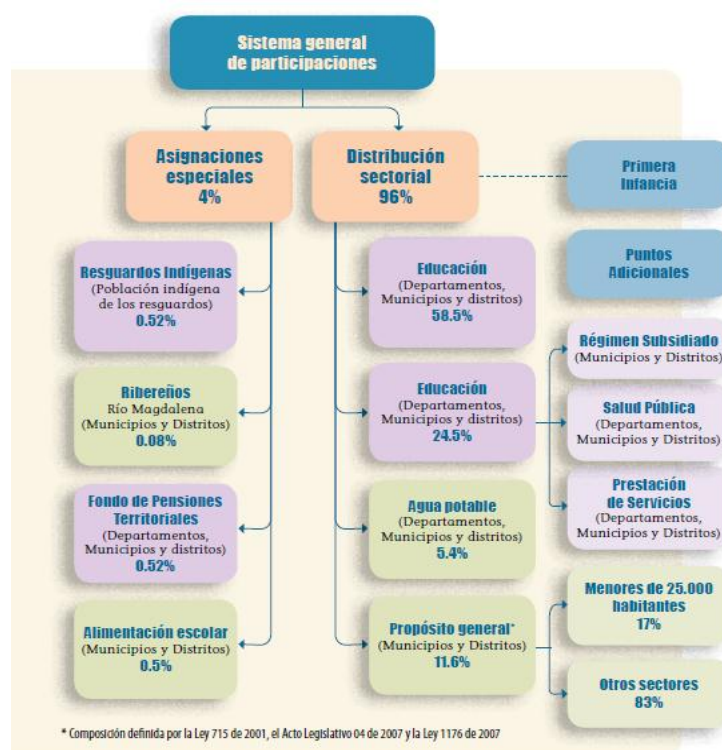 Sistema general
de participaciones
Asignaciones
especiales
4%
Distribución
sectorial
96%
Primera
Infancia
Puntos
Adicionales
Resguardos Indígenas
(Población indígena
de los resguardos)
0.52%
Ribereños
Río Magdalena
(Municipios y Distritos)
0.08%
Fondo de Pensiones
Territoriales
(Departamentos,
Municipios y distritos)
0.52%
Alimentación escolar
(Municipios y Distritos)
0.5%
Educación
(Departamentos,
Municipios y distritos)
58.5%
Educación
(Departamentos,
Municipios y distritos)
24.5%
Agua potable
(Departamentos,
Municipios y distritos)
5.4%
Propósito general*
(Municipios y Distritos)
11.6%
Régimen Subsidiado
(Municipios y Distritos)
Salud Pública
(Departamentos,
Municipios y Distritos)
Prestación
de Servicios
(Departamentos,
Municipios y Distritos)
Menores de 25.000
habitantes
17%
Otros sectores
83%
* Composición definida por la Ley 715 de 2001, el Acto Legislativo 04 de 2007 y la Ley 1176 de 2007